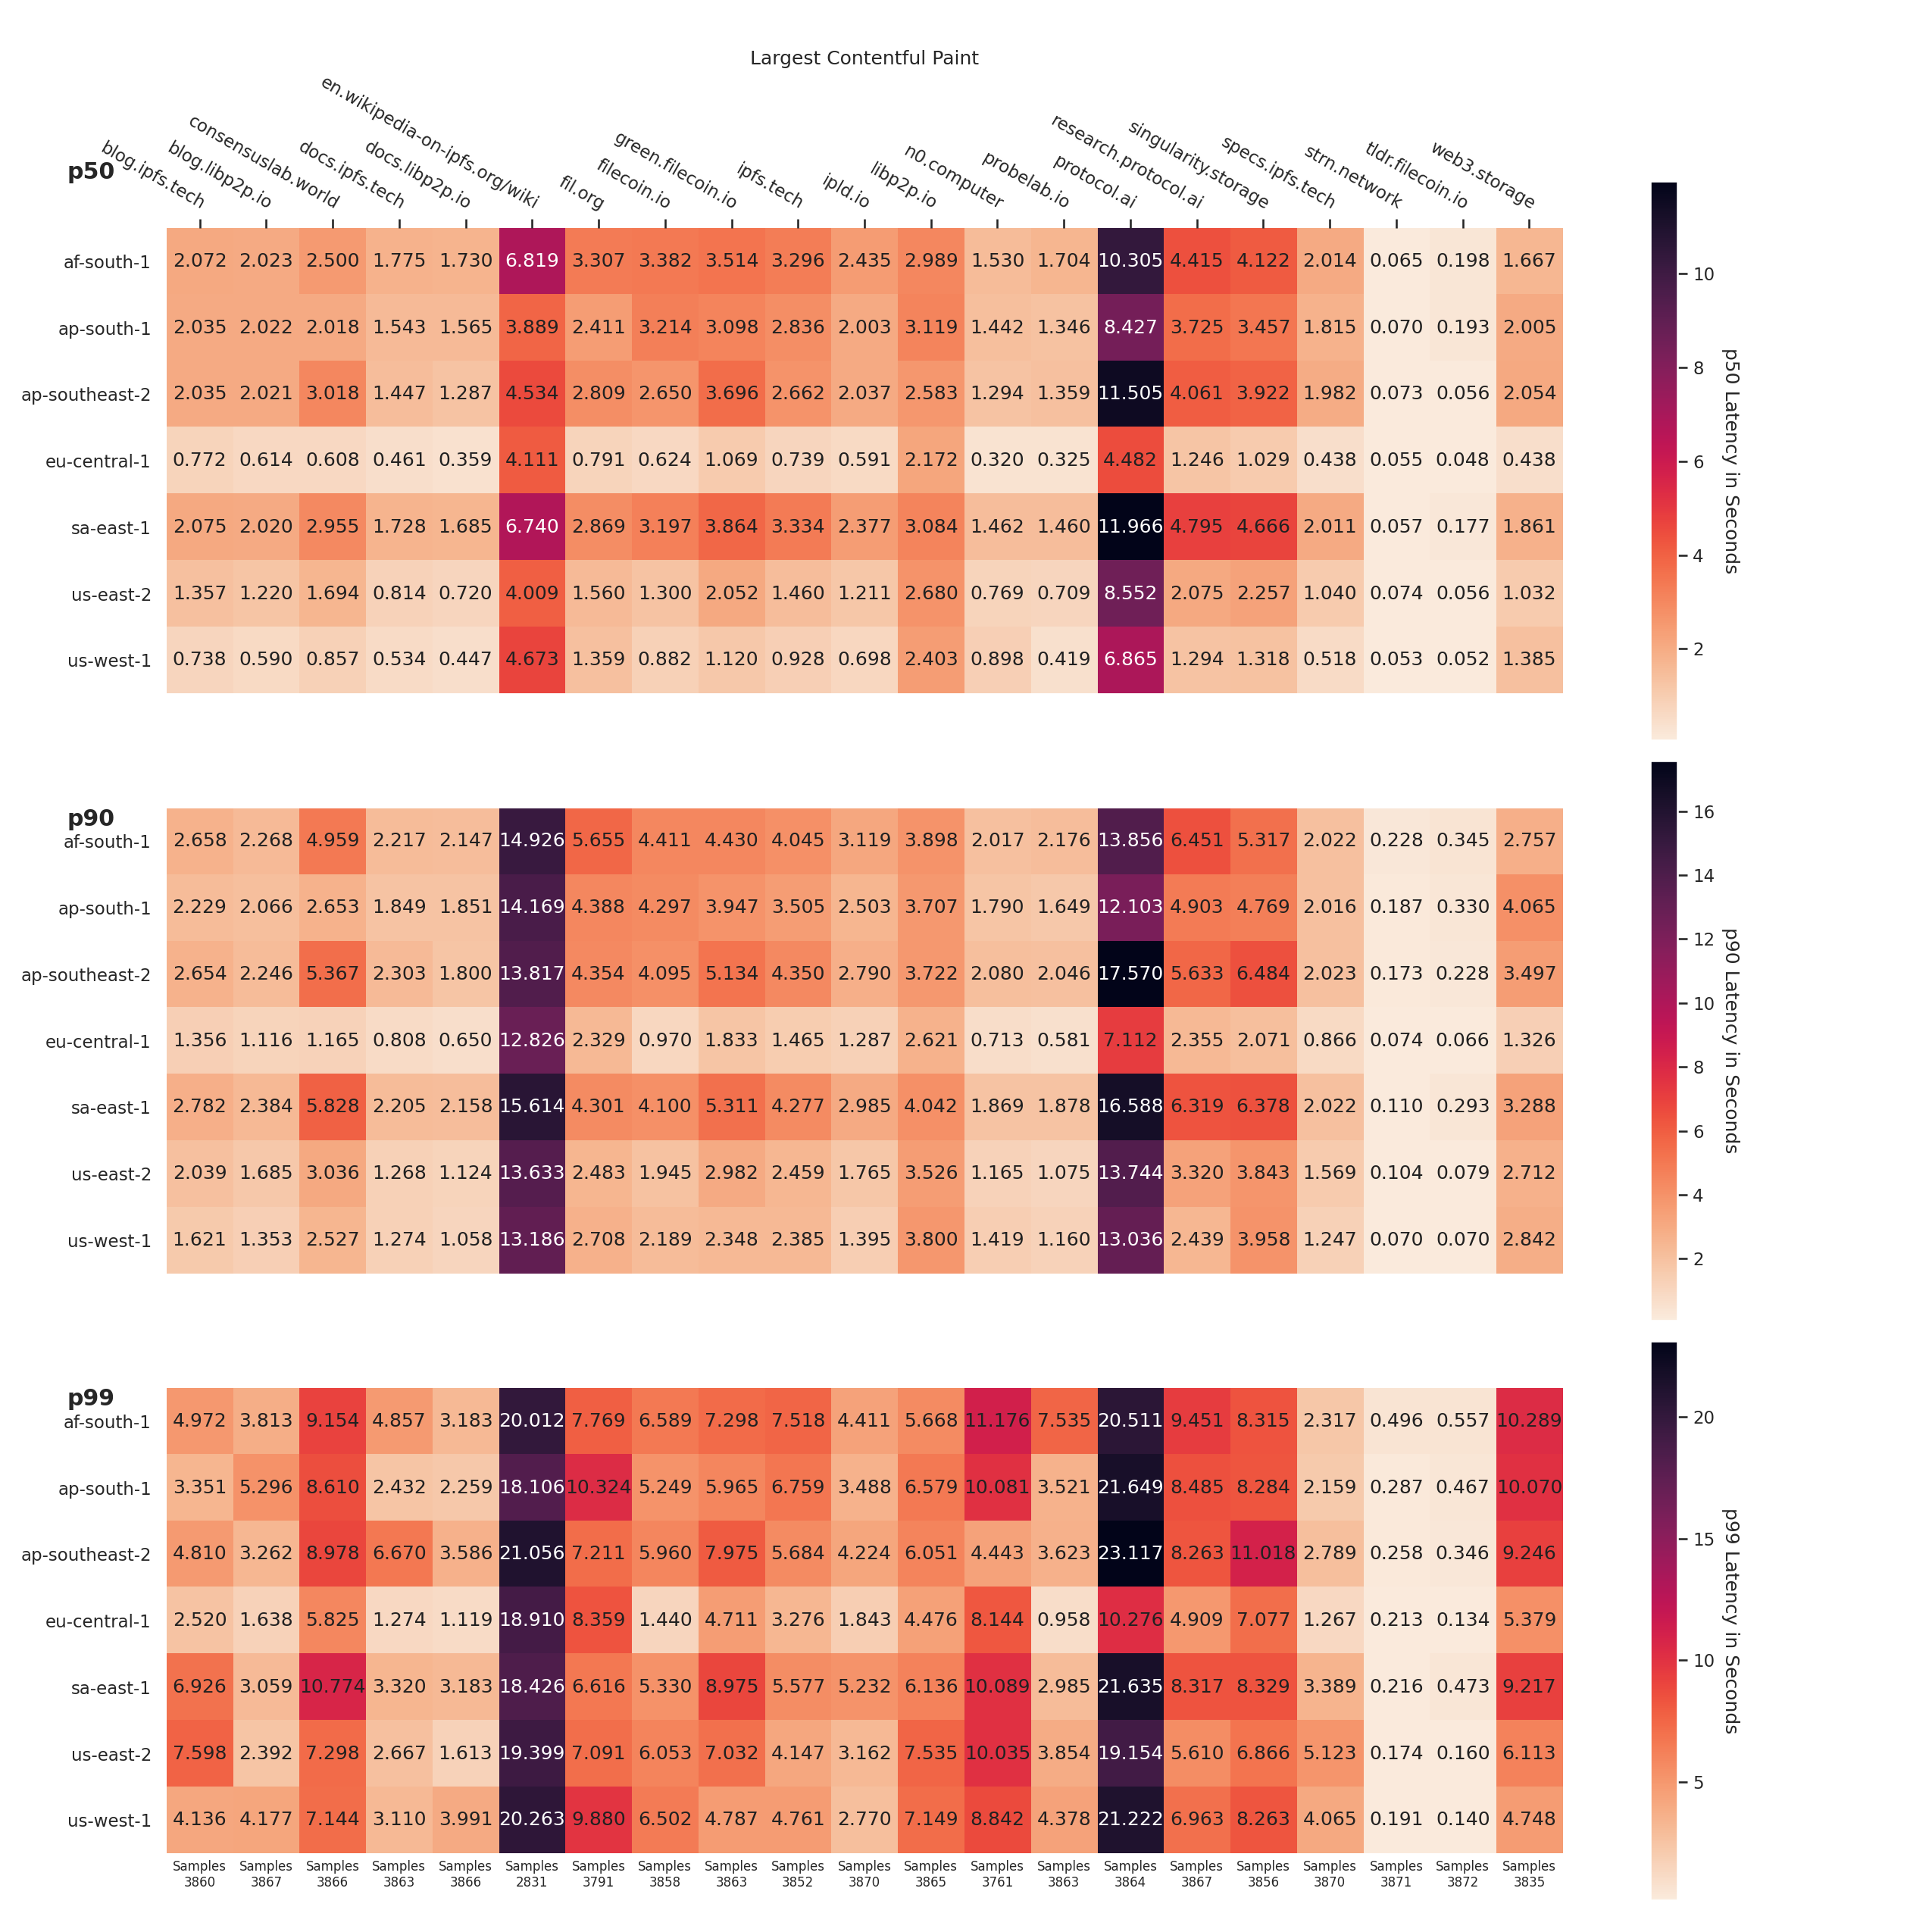 Largest Contentful Paint
p50
blog.ipfs.tech
blog.libp2p.io
consensuslab.world
docs.ipfs.tech
docs.libp2p.io
en.wikipedia-on-ipfs.org/wiki
fil.org
filecoin.io
green.filecoin.io
ipfs.tech
ipld.io
libp2p.io
n0.computer
probelab.io
protocol.ai
research.protocol.ai
singularity.storage
specs.ipfs.tech
strn.network
tldr.filecoin.io
web3.storage
af-south-1 2.072 2.023 2.500 1.775 1.730 6.819 3.307 3.382 3.514 3.296 2.435 2.989 1.530 1.704 10.305 4.415 4.122 2.014 0.065 0.198 1.667
ap-south-1 2.035 2.022 2.018 1.543 1.565 3.889 2.411 3.214 3.098 2.836 2.003 3.119 1.442 1.346 8.427 3.725 3.457 1.815 0.070 0.193 2.005
ap-southeast-2 2.035 2.021 3.018 1.447 1.287 4.534 2.809 2.650 3.696 2.662 2.037 2.583 1.294 1.359 11.505 4.061 3.922 1.982 0.073 0.056 2.054
eu-central-1 0.772 0.614 0.608 0.461 0.359 4.111 0.791 0.624 1.069 0.739 0.591 2.172 0.320 0.325 4.482 1.246 1.029 0.438 0.055 0.048 0.438
sa-east-1 2.075 2.020 2.955 1.728 1.685 6.740 2.869 3.197 3.864 3.334 2.377 3.084 1.462 1.460 11.966 4.795 4.666 2.011 0.057 0.177 1.861
us-east-2 1.357 1.220 1.694 0.814 0.720 4.009 1.560 1.300 2.052 1.460 1.211 2.680 0.769 0.709 8.552 2.075 2.257 1.040 0.074 0.056 1.032
us-west-1 0.738 0.590 0.857 0.534 0.447 4.673 1.359 0.882 1.120 0.928 0.698 2.403 0.898 0.419 6.865 1.294 1.318 0.518 0.053 0.052 1.385
10
8
6
4
2
p50 Latency in Seconds
p90
af-south-1 2.658 2.268 4.959 2.217 2.147 14.926 5.655 4.411 4.430 4.045 3.119 3.898 2.017 2.176 13.856 6.451 5.317 2.022 0.228 0.345 2.757
ap-south-1 2.229 2.066 2.653 1.849 1.851 14.169 4.388 4.297 3.947 3.505 2.503 3.707 1.790 1.649 12.103 4.903 4.769 2.016 0.187 0.330 4.065
ap-southeast-2 2.654 2.246 5.367 2.303 1.800 13.817 4.354 4.095 5.134 4.350 2.790 3.722 2.080 2.046 17.570 5.633 6.484 2.023 0.173 0.228 3.497
eu-central-1 1.356 1.116 1.165 0.808 0.650 12.826 2.329 0.970 1.833 1.465 1.287 2.621 0.713 0.581 7.112 2.355 2.071 0.866 0.074 0.066 1.326
sa-east-1 2.782 2.384 5.828 2.205 2.158 15.614 4.301 4.100 5.311 4.277 2.985 4.042 1.869 1.878 16.588 6.319 6.378 2.022 0.110 0.293 3.288
us-east-2 2.039 1.685 3.036 1.268 1.124 13.633 2.483 1.945 2.982 2.459 1.765 3.526 1.165 1.075 13.744 3.320 3.843 1.569 0.104 0.079 2.712
us-west-1 1.621 1.353 2.527 1.274 1.058 13.186 2.708 2.189 2.348 2.385 1.395 3.800 1.419 1.160 13.036 2.439 3.958 1.247 0.070 0.070 2.842
16
14
12
10
8
6
4
2
p90 Latency in Seconds
p99
af-south-1 4.972 3.813 9.154 4.857 3.183 20.012 7.769 6.589 7.298 7.518 4.411 5.668 11.176 7.535 20.511 9.451 8.315 2.317 0.496 0.557 10.289
ap-south-1 3.351 5.296 8.610 2.432 2.259 18.106 10.324 5.249 5.965 6.759 3.488 6.579 10.081 3.521 21.649 8.485 8.284 2.159 0.287 0.467 10.070
ap-southeast-2 4.810 3.262 8.978 6.670 3.586 21.056 7.211 5.960 7.975 5.684 4.224 6.051 4.443 3.623 23.117 8.263 11.018 2.789 0.258 0.346 9.246
eu-central-1 2.520 1.638 5.825 1.274 1.119 18.910 8.359 1.440 4.711 3.276 1.843 4.476 8.144 0.958 10.276 4.909 7.077 1.267 0.213 0.134 5.379
sa-east-1 6.926 3.059 10.774 3.320 3.183 18.426 6.616 5.330 8.975 5.577 5.232 6.136 10.089 2.985 21.635 8.317 8.329 3.389 0.216 0.473 9.217
us-east-2 7.598 2.392 7.298 2.667 1.613 19.399 7.091 6.053 7.032 4.147 3.162 7.535 10.035 3.854 19.154 5.610 6.866 5.123 0.174 0.160 6.113
us-west-1 4.136 4.177 7.144 3.110 3.991 20.263 9.880 6.502 4.787 4.761 2.770 7.149 8.842 4.378 21.222 6.963 8.263 4.065 0.191 0.140 4.748
Samples Samples Samples Samples Samples Samples Samples Samples Samples Samples Samples Samples Samples Samples Samples Samples Samples Samples Samples Samples Samples
3860 3867 3866 3863 3866 2831 3791 3858 3863 3852 3870 3865 3761 3863 3864 3867 3856 3870 3871 3872 3835
20
15
10
5
p99 Latency in Seconds